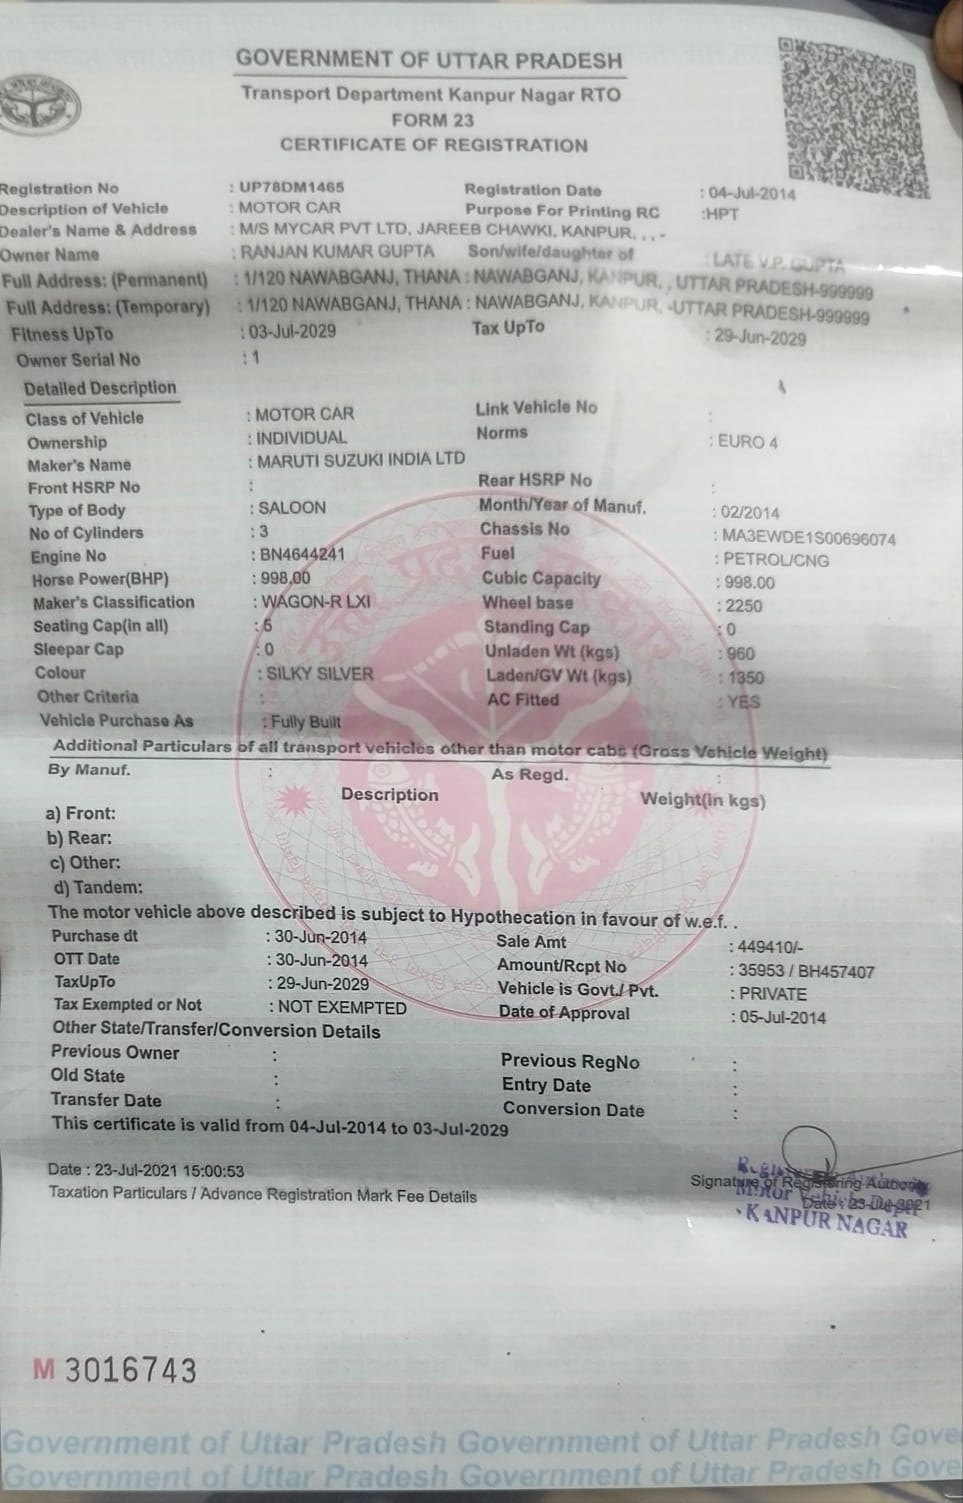 GOVERNMENT OF UTTAR PRADESH
Transport Department Kanpur Nagar RTO
FORM 23
CERTIFICATE OF REGISTRATION
Registration No : UP78DM1465 Registration Date : 04-Jul-2014
Description of Vehicle : MOTOR CAR Purpose For Printing RC :HPT
Dealer's Name & Address : M/S MYCAR PVT LTD, JAREEB CHAWKI, KANPUR, , , -
Owner Name : RANJAN KUMAR GUPTA Son/wife/daughter of : LATE V.P. GUPTA
Full Address: (Permanent) : 1/120 NAWABGANJ, THANA : NAWABGANJ, KANPUR, , UTTAR PRADESH-999999
Full Address: (Temporary) : 1/120 NAWABGANJ, THANA : NAWABGANJ, KANPUR, -UTTAR PRADESH-999999
Fitness UpTo : 03-Jul-2029 Tax UpTo : 29-Jun-2029
Owner Serial No : 1
Detailed Description
Class of Vehicle : MOTOR CAR Link Vehicle No :
Ownership : INDIVIDUAL Norms : EURO 4
Maker's Name : MARUTI SUZUKI INDIA LTD
Front HSRP No : Rear HSRP No :
Type of Body : SALOON Month/Year of Manuf. : 02/2014
No of Cylinders : 3 Chassis No : MA3EWDE1S00696074
Engine No : BN4644241 Fuel : PETROL/CNG
Horse Power(BHP) : 998.00 Cubic Capacity : 998.00
Maker's Classification : WAGON-R LXI Wheel base : 2250
Seating Cap(in all) : 5 Standing Cap : 0
Sleepar Cap : 0 Unladen Wt (kgs) : 960
Colour : SILKY SILVER Laden/GV Wt (kgs) : 1350
Other Criteria : AC Fitted : YES
Vehicle Purchase As : Fully Built
Additional Particulars of all transport vehicles other than motor cabs (Gross Vehicle Weight)
By Manuf. : As Regd. :
Description Weight(in kgs)
a) Front:
b) Rear:
c) Other:
d) Tandem:
The motor vehicle above described is subject to Hypothecation in favour of w.e.f. .
Purchase dt : 30-Jun-2014 Sale Amt : 449410/-
OTT Date : 30-Jun-2014 Amount/Rcpt No : 35953 / BH457407
TaxUpTo : 29-Jun-2029 Vehicle is Govt./ Pvt. : PRIVATE
Tax Exempted or Not : NOT EXEMPTED Date of Approval : 05-Jul-2014
Other State/Transfer/Conversion Details
Previous Owner : Previous RegNo :
Old State : Entry Date :
Transfer Date : Conversion Date :
This certificate is valid from 04-Jul-2014 to 03-Jul-2029
Date : 23-Jul-2021 15:00:53
Signature of Registering Authority
Taxation Particulars / Advance Registration Mark Fee Details
Date : 23-Jul-2021
KANPUR NAGAR
M 3016743
Government of Uttar Pradesh Government of Uttar Pradesh Gove
Government of Uttar Pradesh Government of Uttar Pradesh Gove